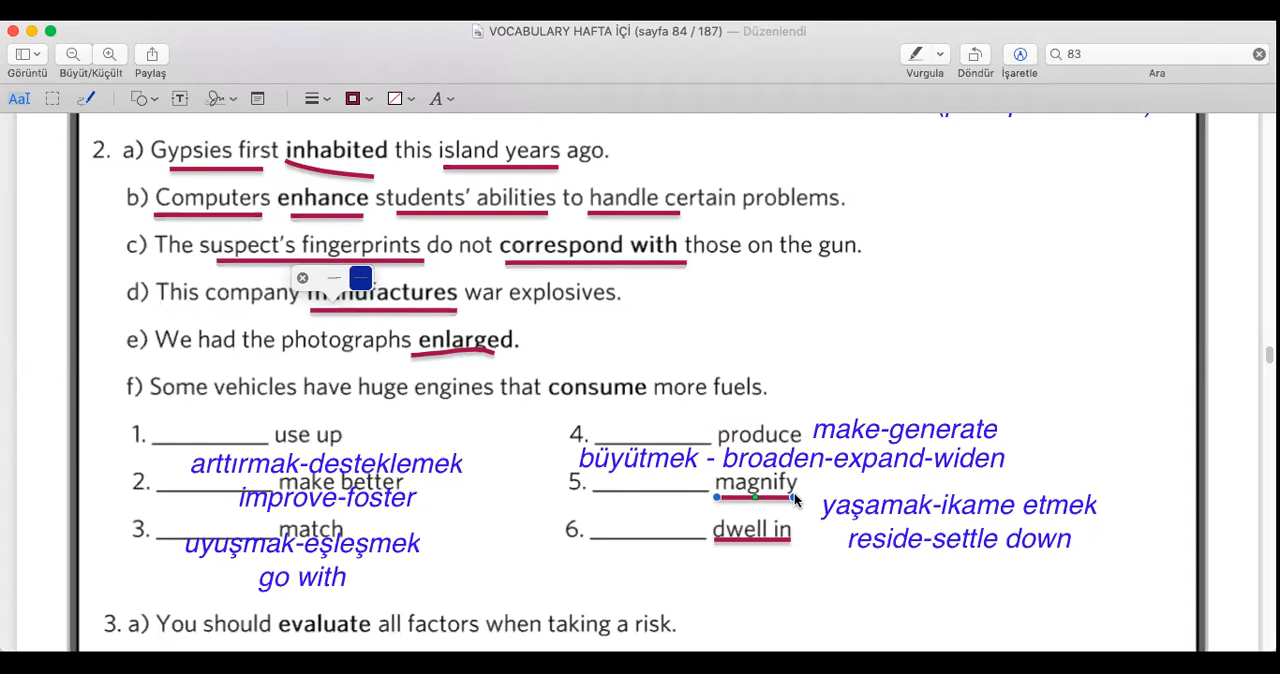 VOCABULARY HAFTA İÇİ (sayfa 84 / 187) — Düzenlendi
83
Görüntü Büyüt/Küçült Paylaş Vurgula Döndür İşaretle Ara
AaI T A
2. a) Gypsies first inhabited this island years ago.
b) Computers enhance students' abilities to handle certain problems.
c) The suspect's fingerprints do not correspond with those on the gun.
d) This company manufactures war explosives.
e) We had the photographs enlarged.
f) Some vehicles have huge engines that consume more fuels.
1. __________ use up 4. __________ produce make-generate
arttırmak-desteklemek büyütmek - broaden-expand-widen
2. __________ make better 5. __________ magnify
improve-foster yaşamak-ikame etmek
3. __________ match 6. __________ dwell in
uyuşmak-eşleşmek reside-settle down
go with
3. a) You should evaluate all factors when taking a risk.